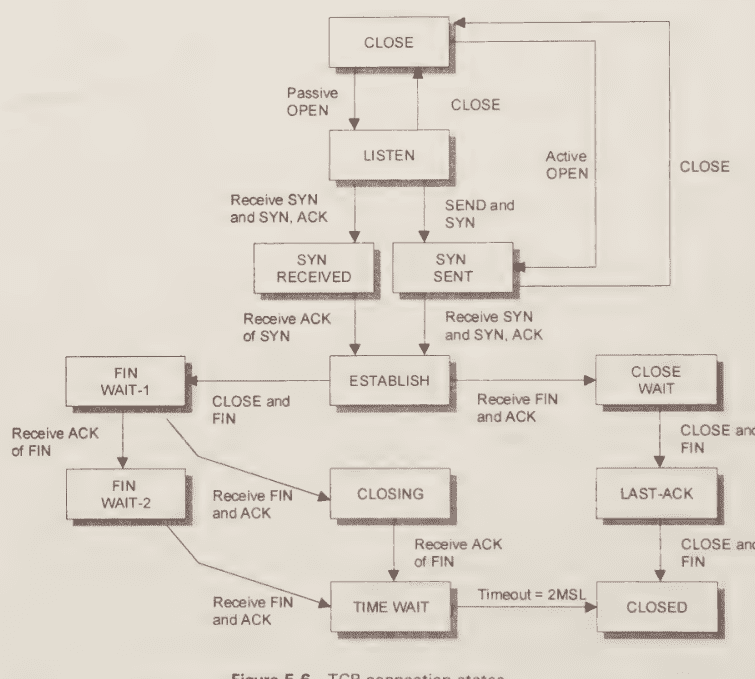 CLOSE
Passive
OPEN
CLOSE
LISTEN
Active
OPEN
CLOSE
Receive SYN
and SYN, ACK
SEND and
SYN
SYN
RECEIVED
SYN
SENT
Receive ACK
of SYN
Receive SYN
and SYN, ACK
FIN
WAIT-1
ESTABLISH
CLOSE
WAIT
CLOSE and
FIN
Receive FIN
and ACK
Receive ACK
of FIN
CLOSE and
FIN
FIN
WAIT-2
Receive FIN
and ACK
CLOSING
LAST-ACK
Receive ACK
of FIN
CLOSE and
FIN
Receive FIN
and ACK
TIME WAIT
Timeout = 2MSL
CLOSED
Figure 5-6 TCP connection states